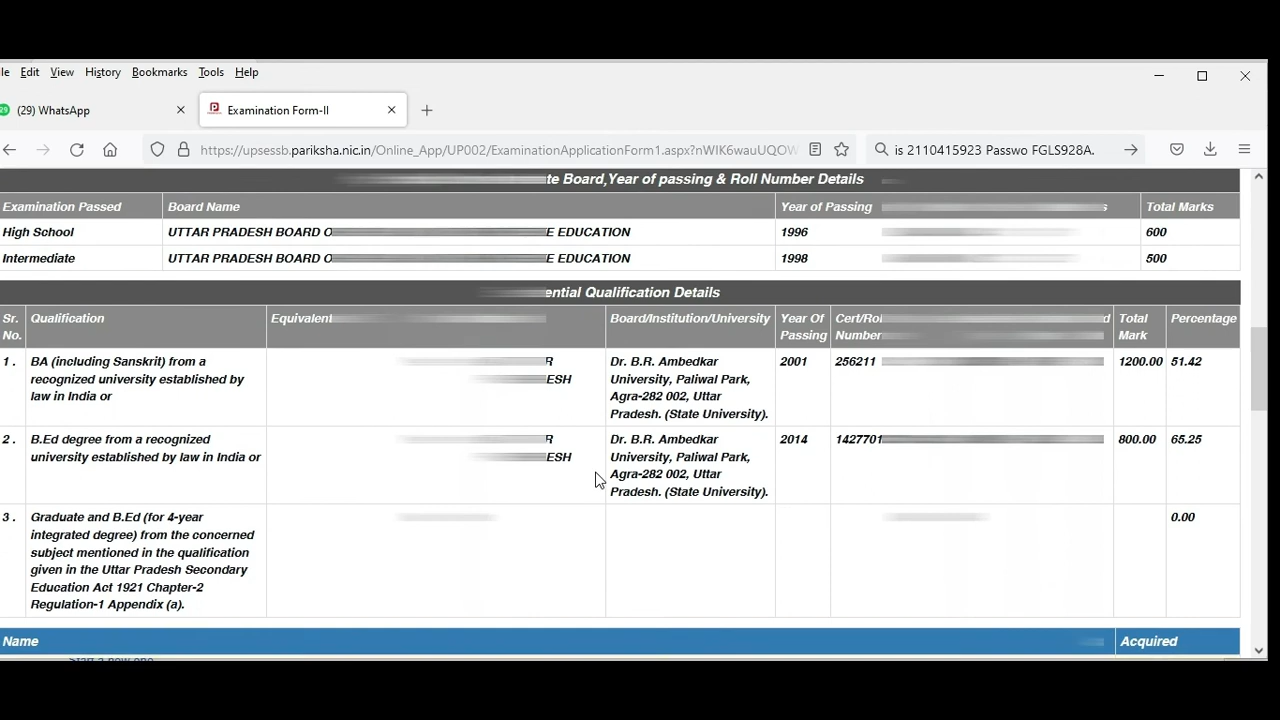 le Edit View History Bookmarks Tools Help
29 (29) WhatsApp Examination Form-II
https://upsessb.pariksha.nic.in/Online_App/UP002/ExaminationApplicationForm1.aspx?nWIK6wauUQOW is 2110415923 Passwo FGLS928A.
te Board,Year of passing & Roll Number Details
Examination Passed Board Name Year of Passing s Total Marks
High School UTTAR PRADESH BOARD O E EDUCATION 1996 600
Intermediate UTTAR PRADESH BOARD O E EDUCATION 1998 500
ential Qualification Details
Sr. No. Qualification Equivalent Board/Institution/University Year Of Passing Cert/Rol d Number Total Mark Percentage
1 . BA (including Sanskrit) from a R Dr. B.R. Ambedkar 2001 256211 1200.00 51.42
recognized university established by ESH University, Paliwal Park,
law in India or Agra-282 002, Uttar
Pradesh. (State University).
2 . B.Ed degree from a recognized R Dr. B.R. Ambedkar 2014 1427701 800.00 65.25
university established by law in India or ESH University, Paliwal Park,
Agra-282 002, Uttar
Pradesh. (State University).
3 . Graduate and B.Ed (for 4-year 0.00
integrated degree) from the concerned
subject mentioned in the qualification
given in the Uttar Pradesh Secondary
Education Act 1921 Chapter-2
Regulation-1 Appendix (a).
Name Acquired